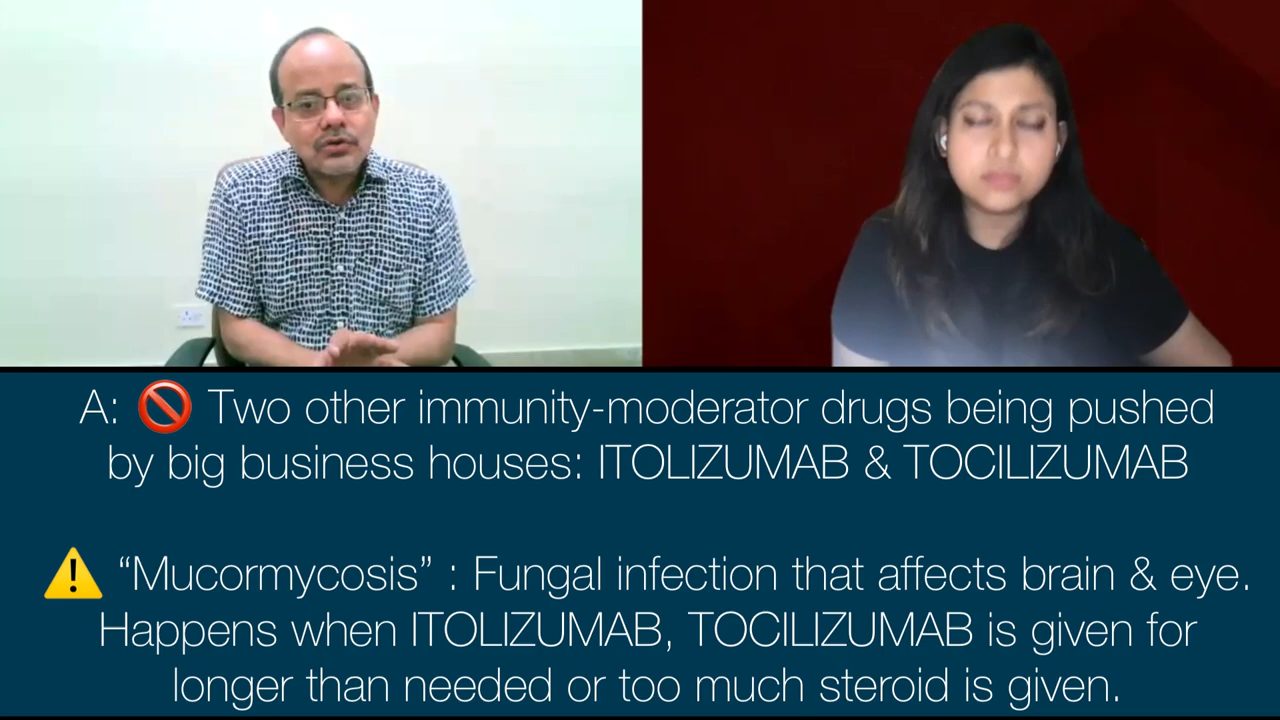 A: 🚫 Two other immunity-moderator drugs being pushed
by big business houses: ITOLIZUMAB & TOCILIZUMAB
⚠️ “Mucormycosis” : Fungal infection that affects brain & eye.
Happens when ITOLIZUMAB, TOCILIZUMAB is given for
longer than needed or too much steroid is given.